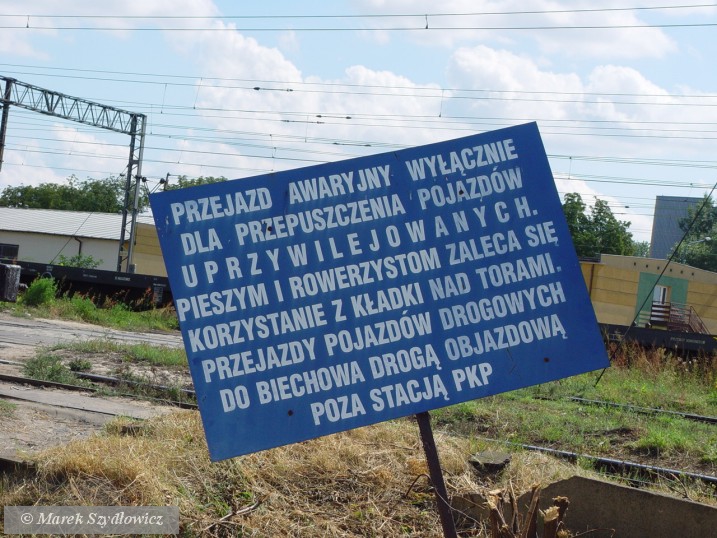 PRZEJAZD AWARYJNY WYŁĄCZNIE
DLA PRZEPUSZCZENIA POJAZDÓW
UPRZYWILEJOWANYCH.
PIESZYM I ROWERZYSTOM ZALECA SIĘ
KORZYSTANIE Z KŁADKI NAD TORAMI.
PRZEJAZDY POJAZDÓW DROGOWYCH
DO BIECHOWA DROGĄ OBJAZDOWĄ
POZA STACJĄ PKP
© Marek Szydłowicz